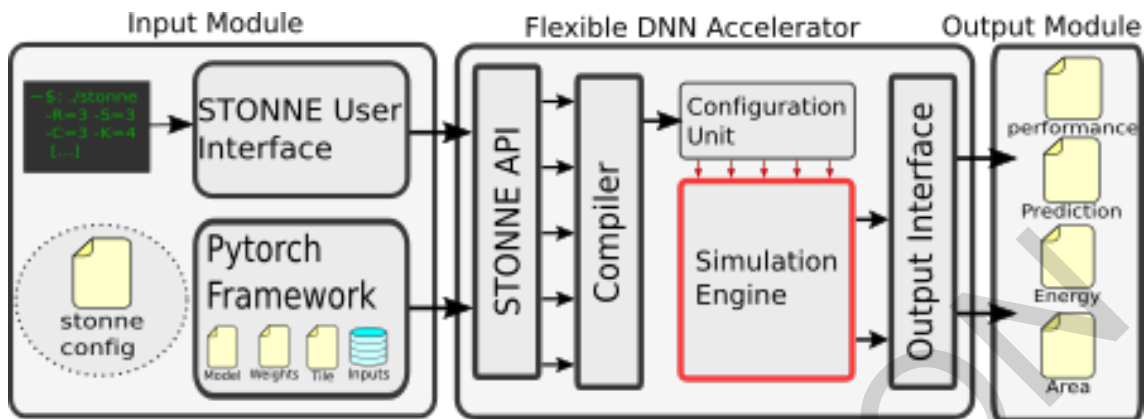 Input Module
~$: ./stonne
-R=3 -S=3
-C=3 -K=4
[...]
STONNE User
Interface
stonne
config
Pytorch
Framework
Model
Weights
Tile
Inputs
Flexible DNN Accelerator
STONNE API
Compiler
Configuration
Unit
Simulation
Engine
Output Interface
Output Module
performance
Prediction
Energy
Area